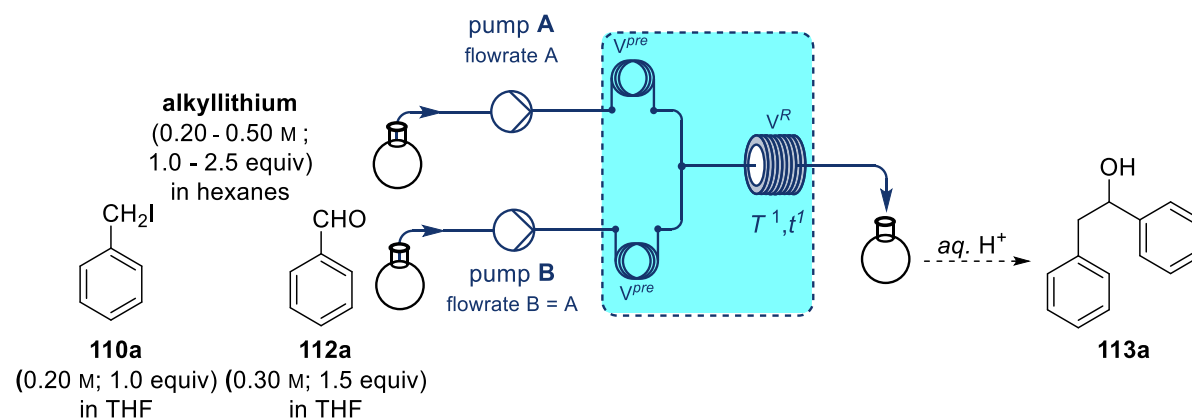 pump A
flowrate A
V^pre
alkyllithium
(0.20 - 0.50 M ;
1.0 - 2.5 equiv)
in hexanes
V^R
T^1,t^1
OH
CH2I
CHO
pump B
flowrate B = A
V^pre
aq. H+
110a
(0.20 M; 1.0 equiv)
in THF
112a
(0.30 M; 1.5 equiv)
in THF
113a